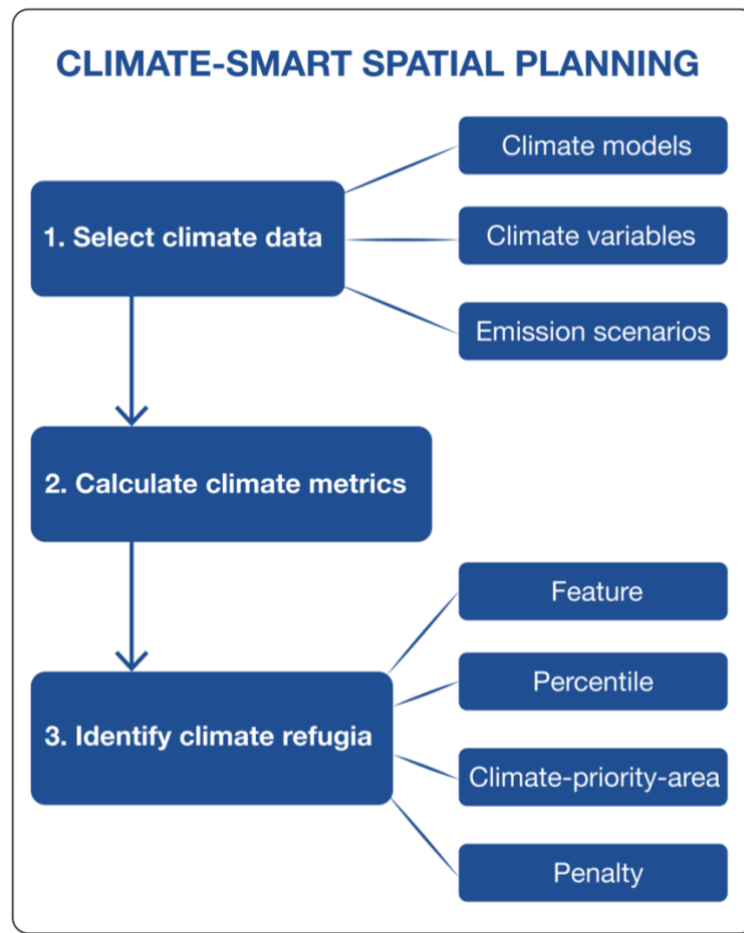 CLIMATE-SMART SPATIAL PLANNING
1. Select climate data
Climate models
Climate variables
Emission scenarios
2. Calculate climate metrics
3. Identify climate refugia
Feature
Percentile
Climate-priority-area
Penalty